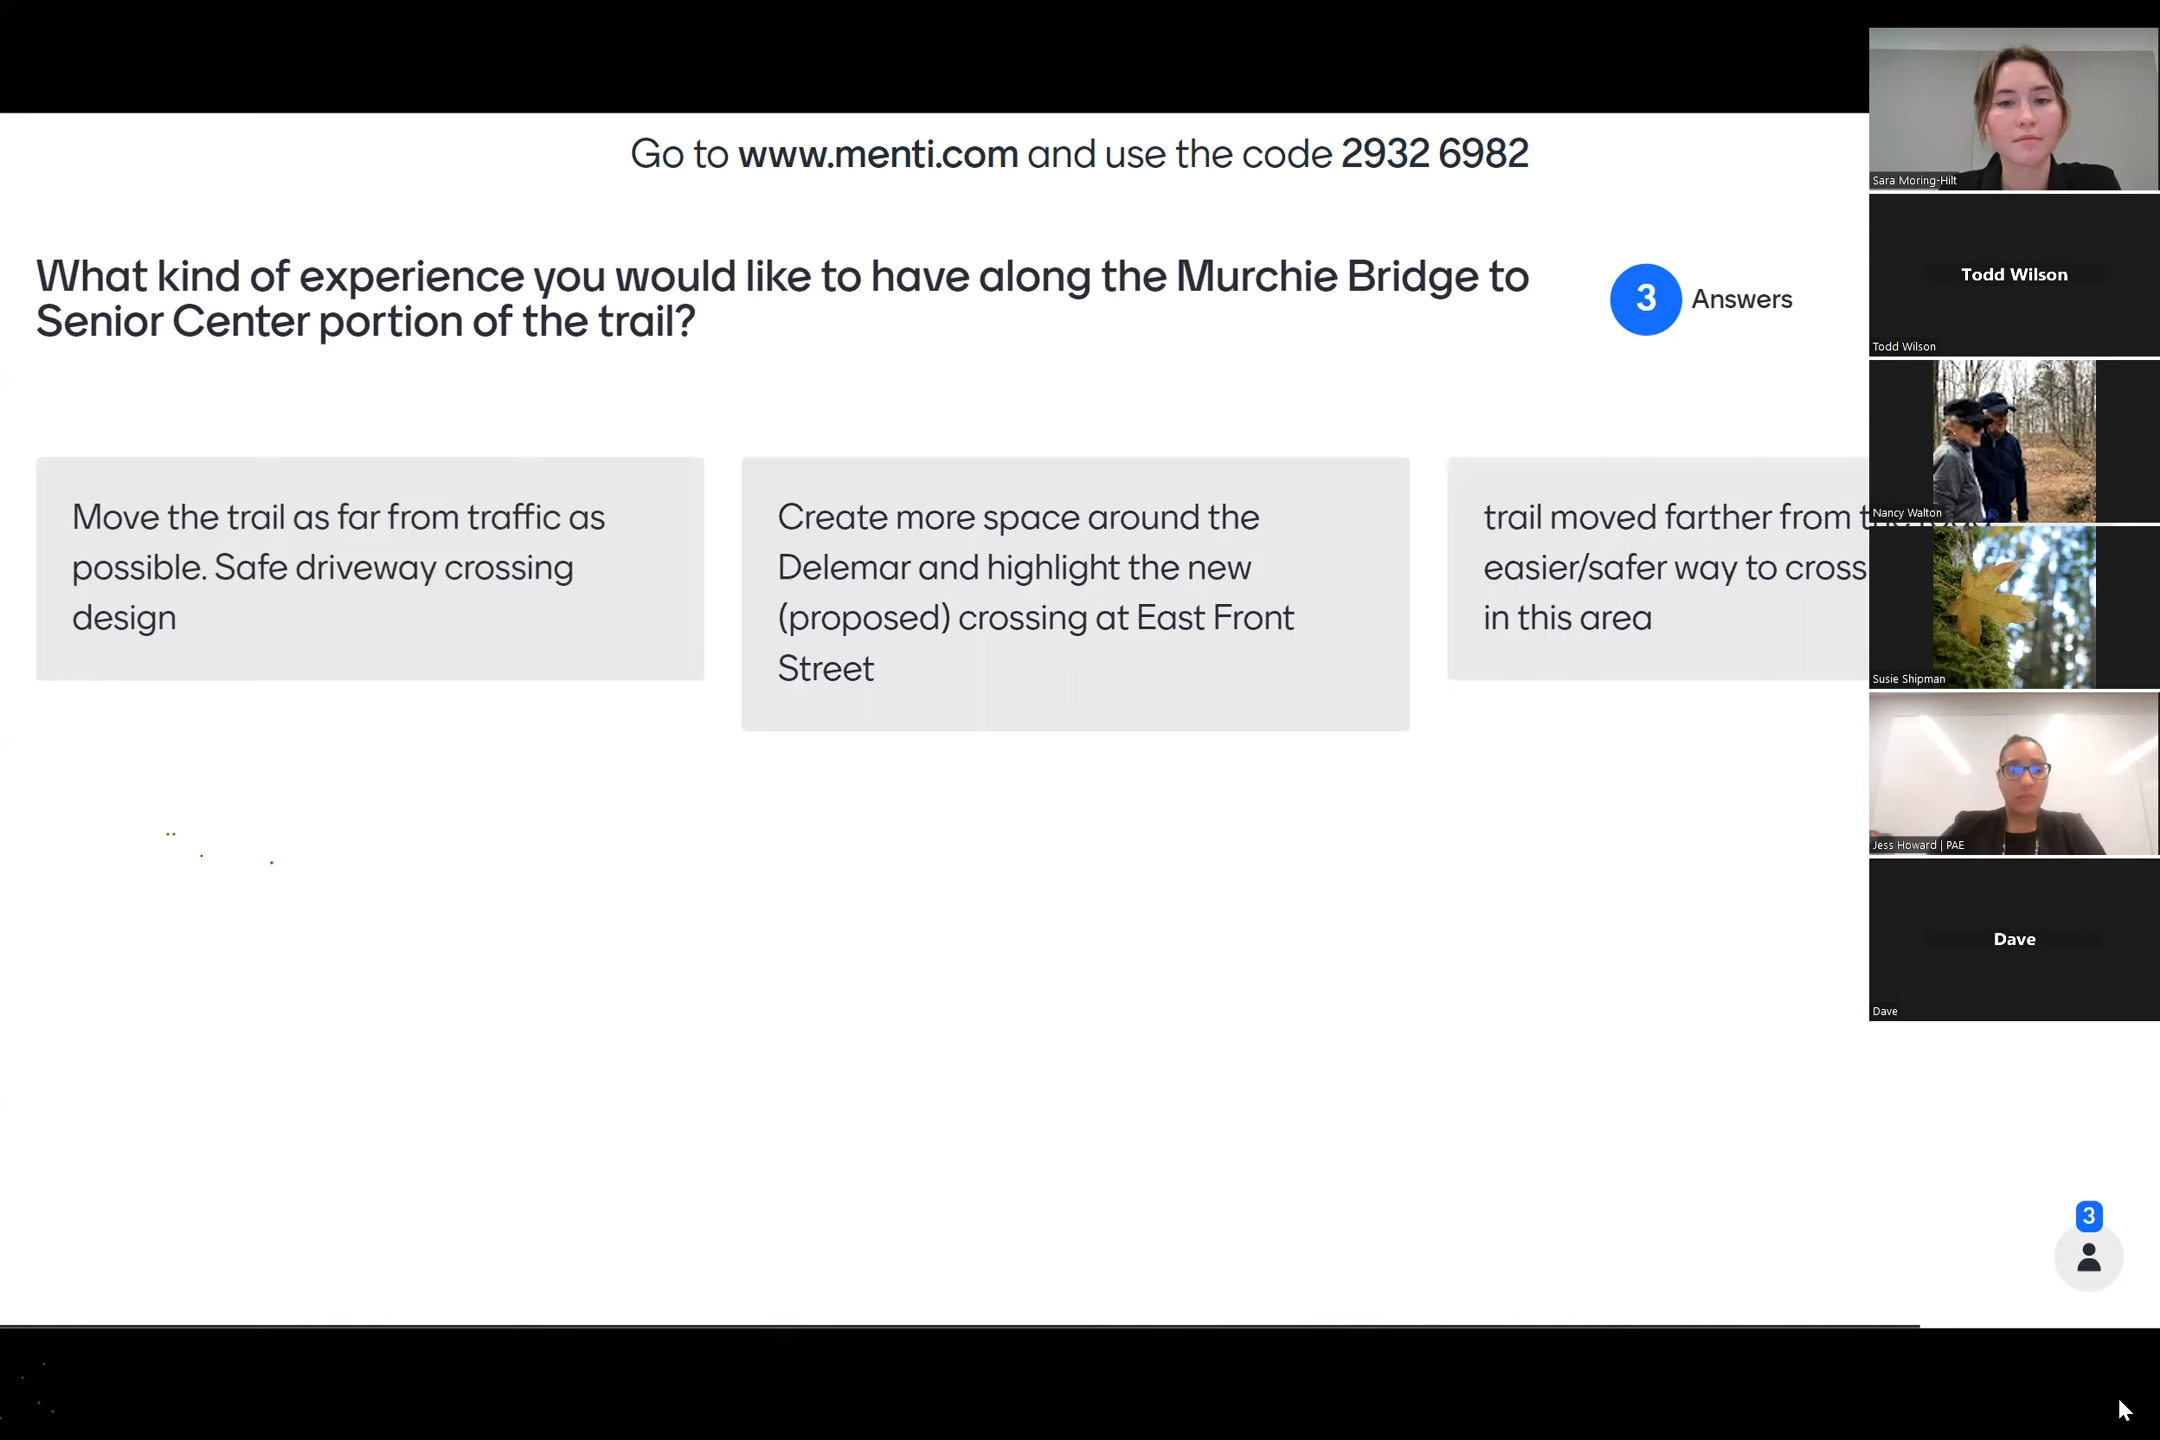 Go to www.menti.com and use the code 2932 6982
What kind of experience you would like to have along the Murchie Bridge to
Senior Center portion of the trail?
3 Answers
Move the trail as far from traffic as
possible. Safe driveway crossing
design
Create more space around the
Delemar and highlight the new
(proposed) crossing at East Front
Street
trail moved farther from
easier/safer way to cross
in this area
Sara Moring-Hilt
Todd Wilson
Todd Wilson
Nancy Walton
Susie Shipman
Jess Howard | PAE
Dave
Dave
3